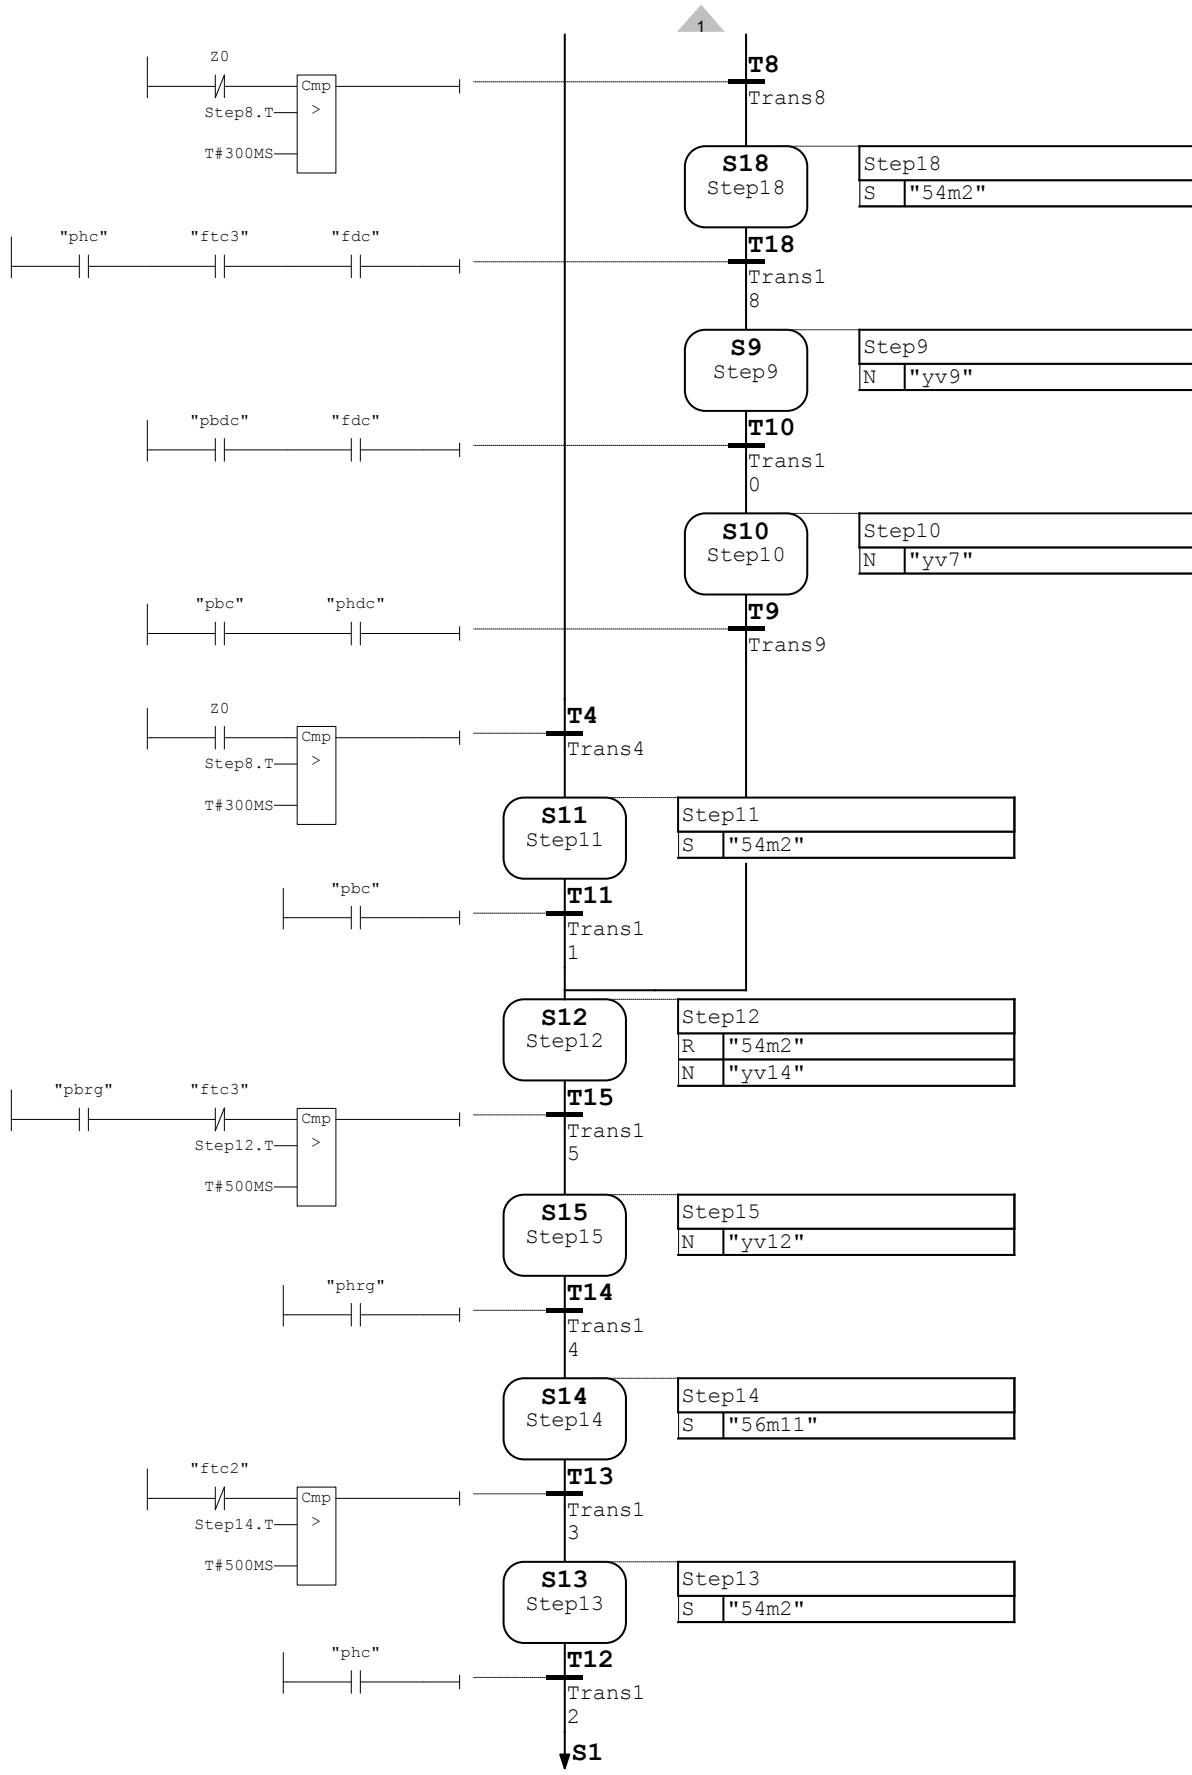 1
T8
Z0
Cmp
Trans8
Step8.T
>
T#300MS
S18
Step18
Step18
S "54m2"
"phc" "ftc3" "fdc"
T18
Trans1
8
S9
Step9
Step9
N "yv9"
"pbdc" "fdc"
T10
Trans1
0
S10
Step10
Step10
N "yv7"
"pbc" "phdc"
T9
Trans9
Z0
T4
Cmp
Trans4
Step8.T
>
T#300MS
S11
Step11
Step11
S "54m2"
"pbc"
T11
Trans1
1
S12
Step12
Step12
R "54m2"
N "yv14"
"pbrg" "ftc3"
T15
Cmp
Trans1
5
Step12.T
>
T#500MS
S15
Step15
Step15
N "yv12"
"phrg"
T14
Trans1
4
S14
Step14
Step14
S "56m11"
"ftc2"
T13
Cmp
Trans1
3
Step14.T
>
T#500MS
S13
Step13
Step13
S "54m2"
"phc"
T12
Trans1
2
S1